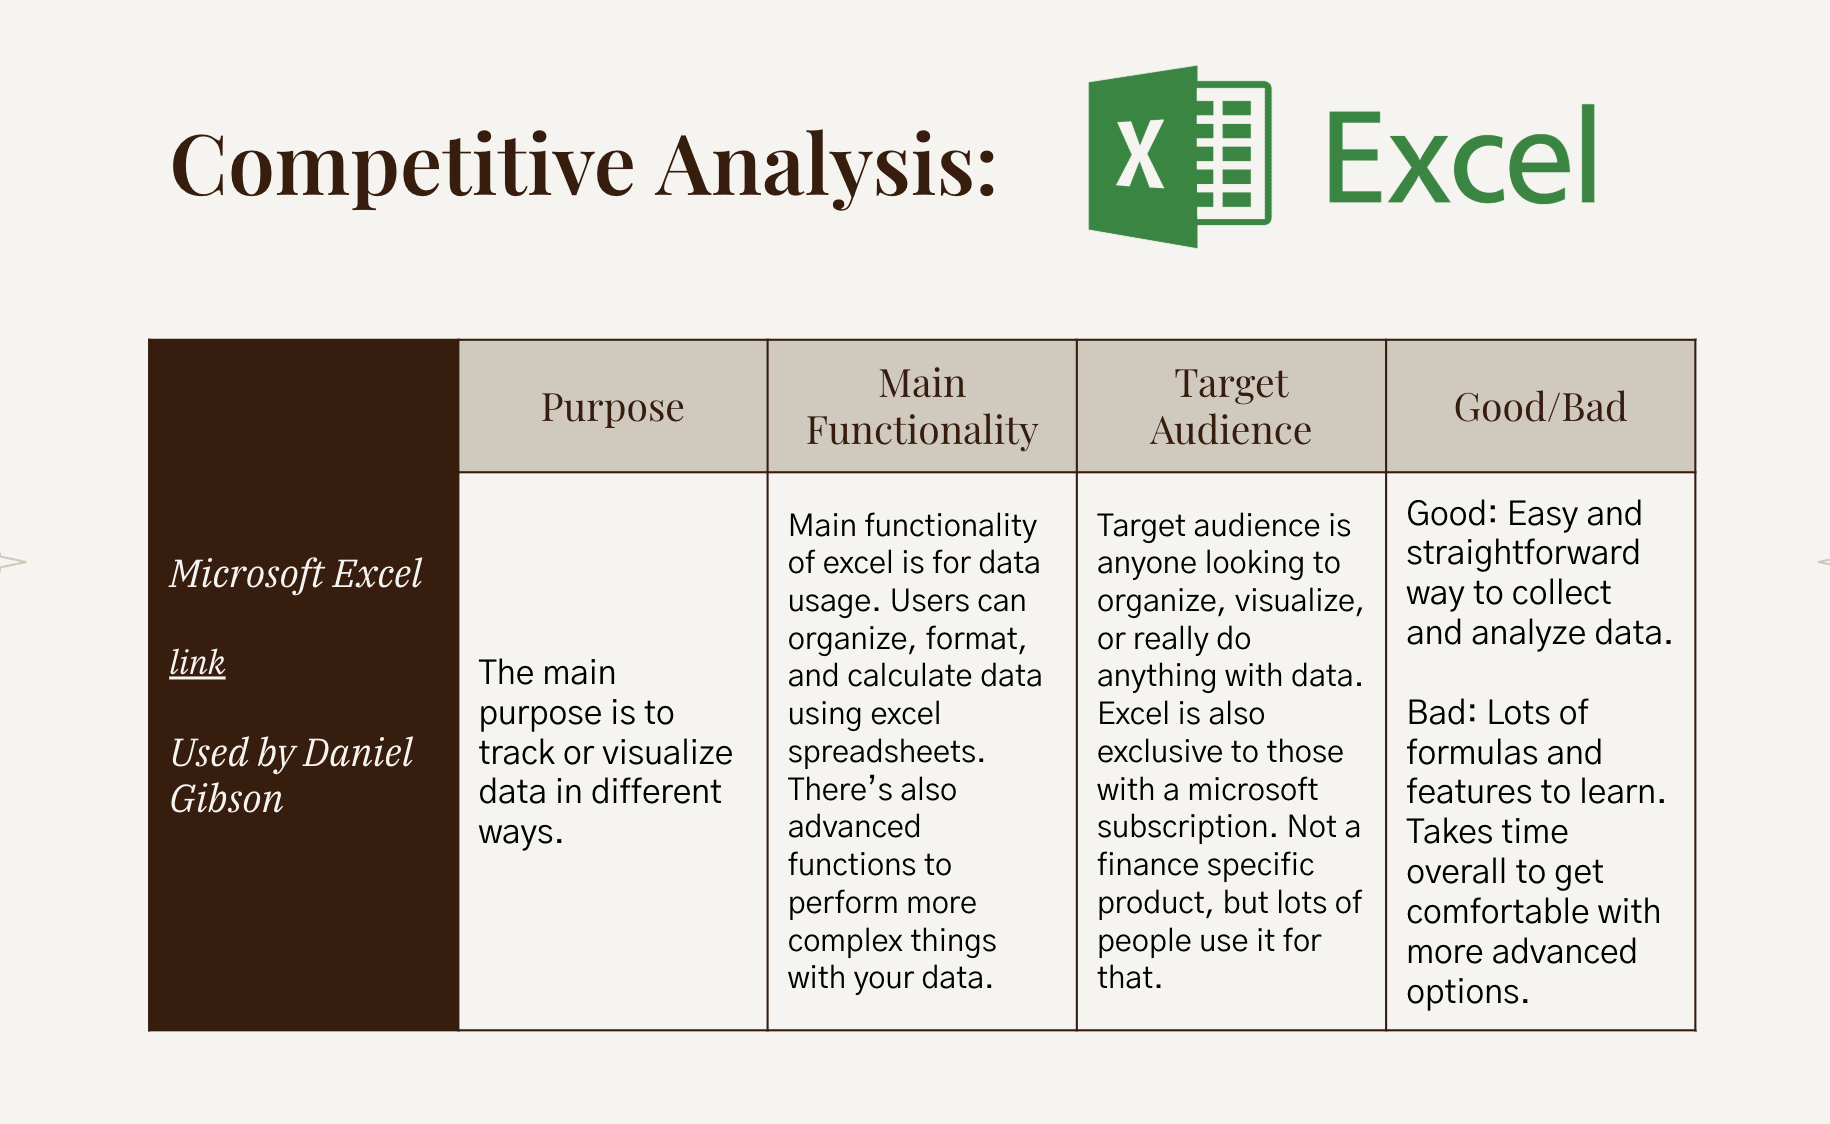 Competitive Analysis:
X Excel
Purpose
Main
Functionality
Target
Audience
Good/Bad
Microsoft Excel
link
Used by Daniel
Gibson
The main
purpose is to
track or visualize
data in different
ways.
Main functionality
of excel is for data
usage. Users can
organize, format,
and calculate data
using excel
spreadsheets.
There’s also
advanced
functions to
perform more
complex things
with your data.
Target audience is
anyone looking to
organize, visualize,
or really do
anything with data.
Excel is also
exclusive to those
with a microsoft
subscription. Not a
finance specific
product, but lots of
people use it for
that.
Good: Easy and
straightforward
way to collect
and analyze data.
Bad: Lots of
formulas and
features to learn.
Takes time
overall to get
comfortable with
more advanced
options.